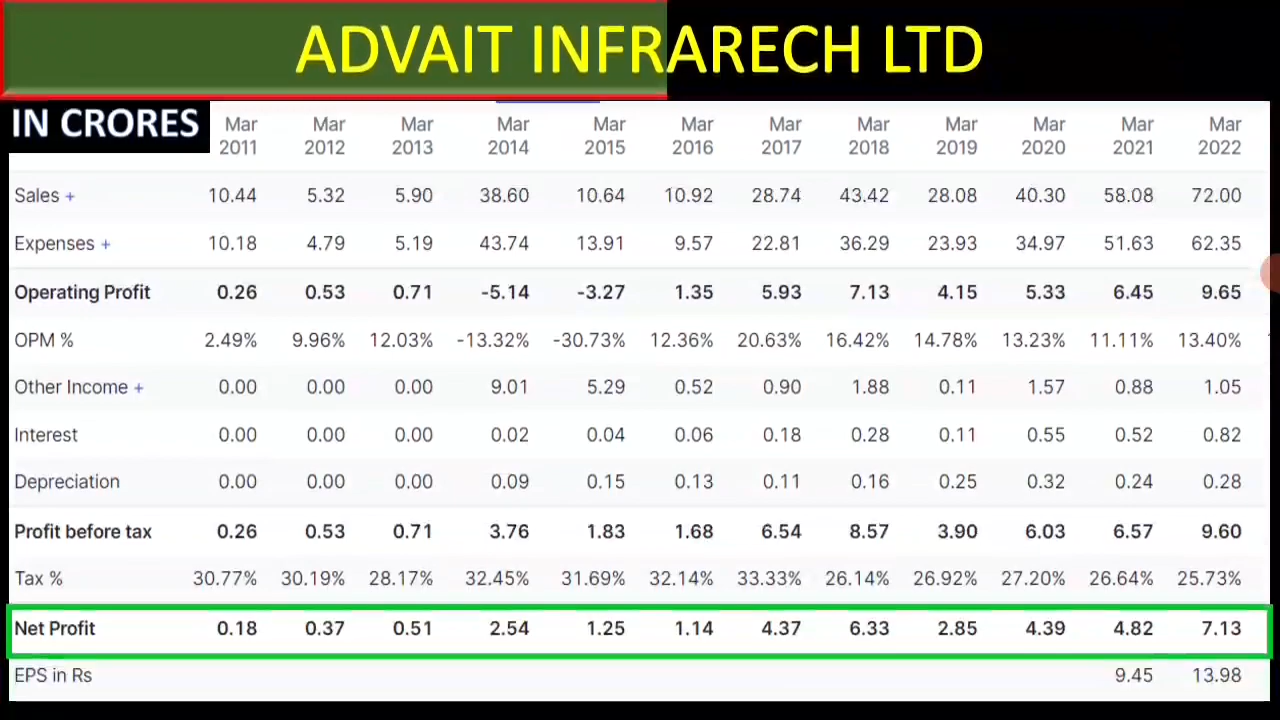 ADVAIT INFRARECH LTD
IN CRORES Mar 2011 Mar 2012 Mar 2013 Mar 2014 Mar 2015 Mar 2016 Mar 2017 Mar 2018 Mar 2019 Mar 2020 Mar 2021 Mar 2022
Sales + 10.44 5.32 5.90 38.60 10.64 10.92 28.74 43.42 28.08 40.30 58.08 72.00
Expenses + 10.18 4.79 5.19 43.74 13.91 9.57 22.81 36.29 23.93 34.97 51.63 62.35
Operating Profit 0.26 0.53 0.71 -5.14 -3.27 1.35 5.93 7.13 4.15 5.33 6.45 9.65
OPM % 2.49% 9.96% 12.03% -13.32% -30.73% 12.36% 20.63% 16.42% 14.78% 13.23% 11.11% 13.40%
Other Income + 0.00 0.00 0.00 9.01 5.29 0.52 0.90 1.88 0.11 1.57 0.88 1.05
Interest 0.00 0.00 0.00 0.02 0.04 0.06 0.18 0.28 0.11 0.55 0.52 0.82
Depreciation 0.00 0.00 0.00 0.09 0.15 0.13 0.11 0.16 0.25 0.32 0.24 0.28
Profit before tax 0.26 0.53 0.71 3.76 1.83 1.68 6.54 8.57 3.90 6.03 6.57 9.60
Tax % 30.77% 30.19% 28.17% 32.45% 31.69% 32.14% 33.33% 26.14% 26.92% 27.20% 26.64% 25.73%
Net Profit 0.18 0.37 0.51 2.54 1.25 1.14 4.37 6.33 2.85 4.39 4.82 7.13
EPS in Rs 9.45 13.98